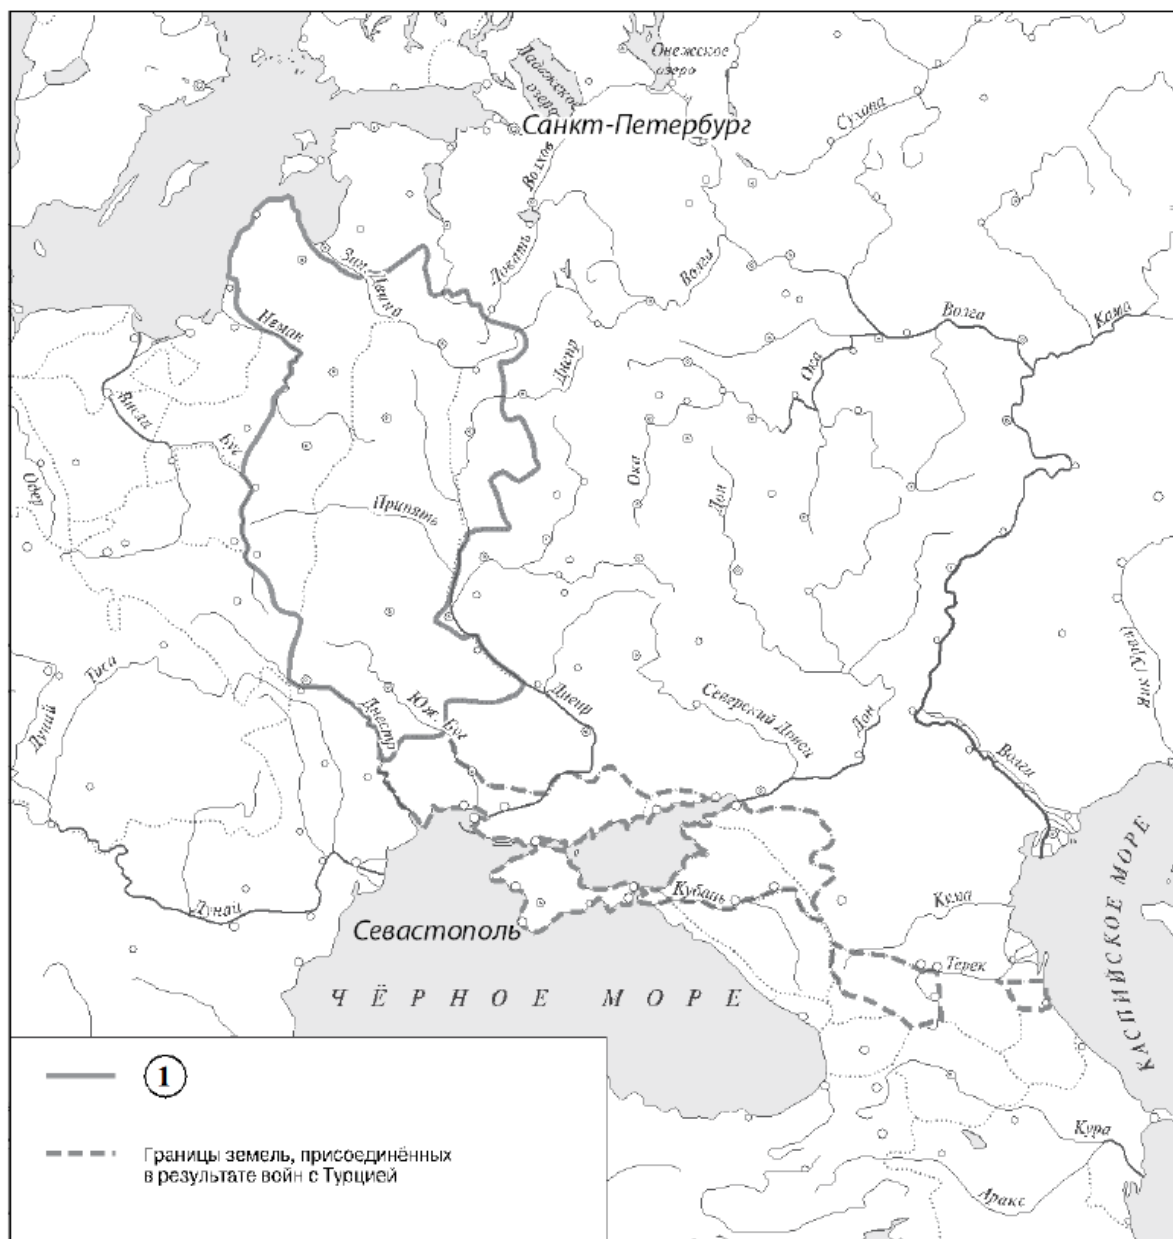 Онежское
озеро
Ладожское
озеро
Санкт-Петербург
Сухона
Волхов
Ловать
Волга
Зап. Двина
Неман
Волга
Кама
Днепр
Ока
Висла
Буг
Одер
Ока
Дон
Припять
Яик (Урал)
Тиса
Дунай
Днестр
Юж. Буг
Днепр
Северский Донец
Дон
Волга
Дунай
Кубань
Кума
Севастополь
Терек
ЧЁРНОЕ МОРЕ
КАСПИЙСКОЕ МОРЕ
1
Кура
Границы земель, присоединённых
в результате войн с Турцией
Аракс